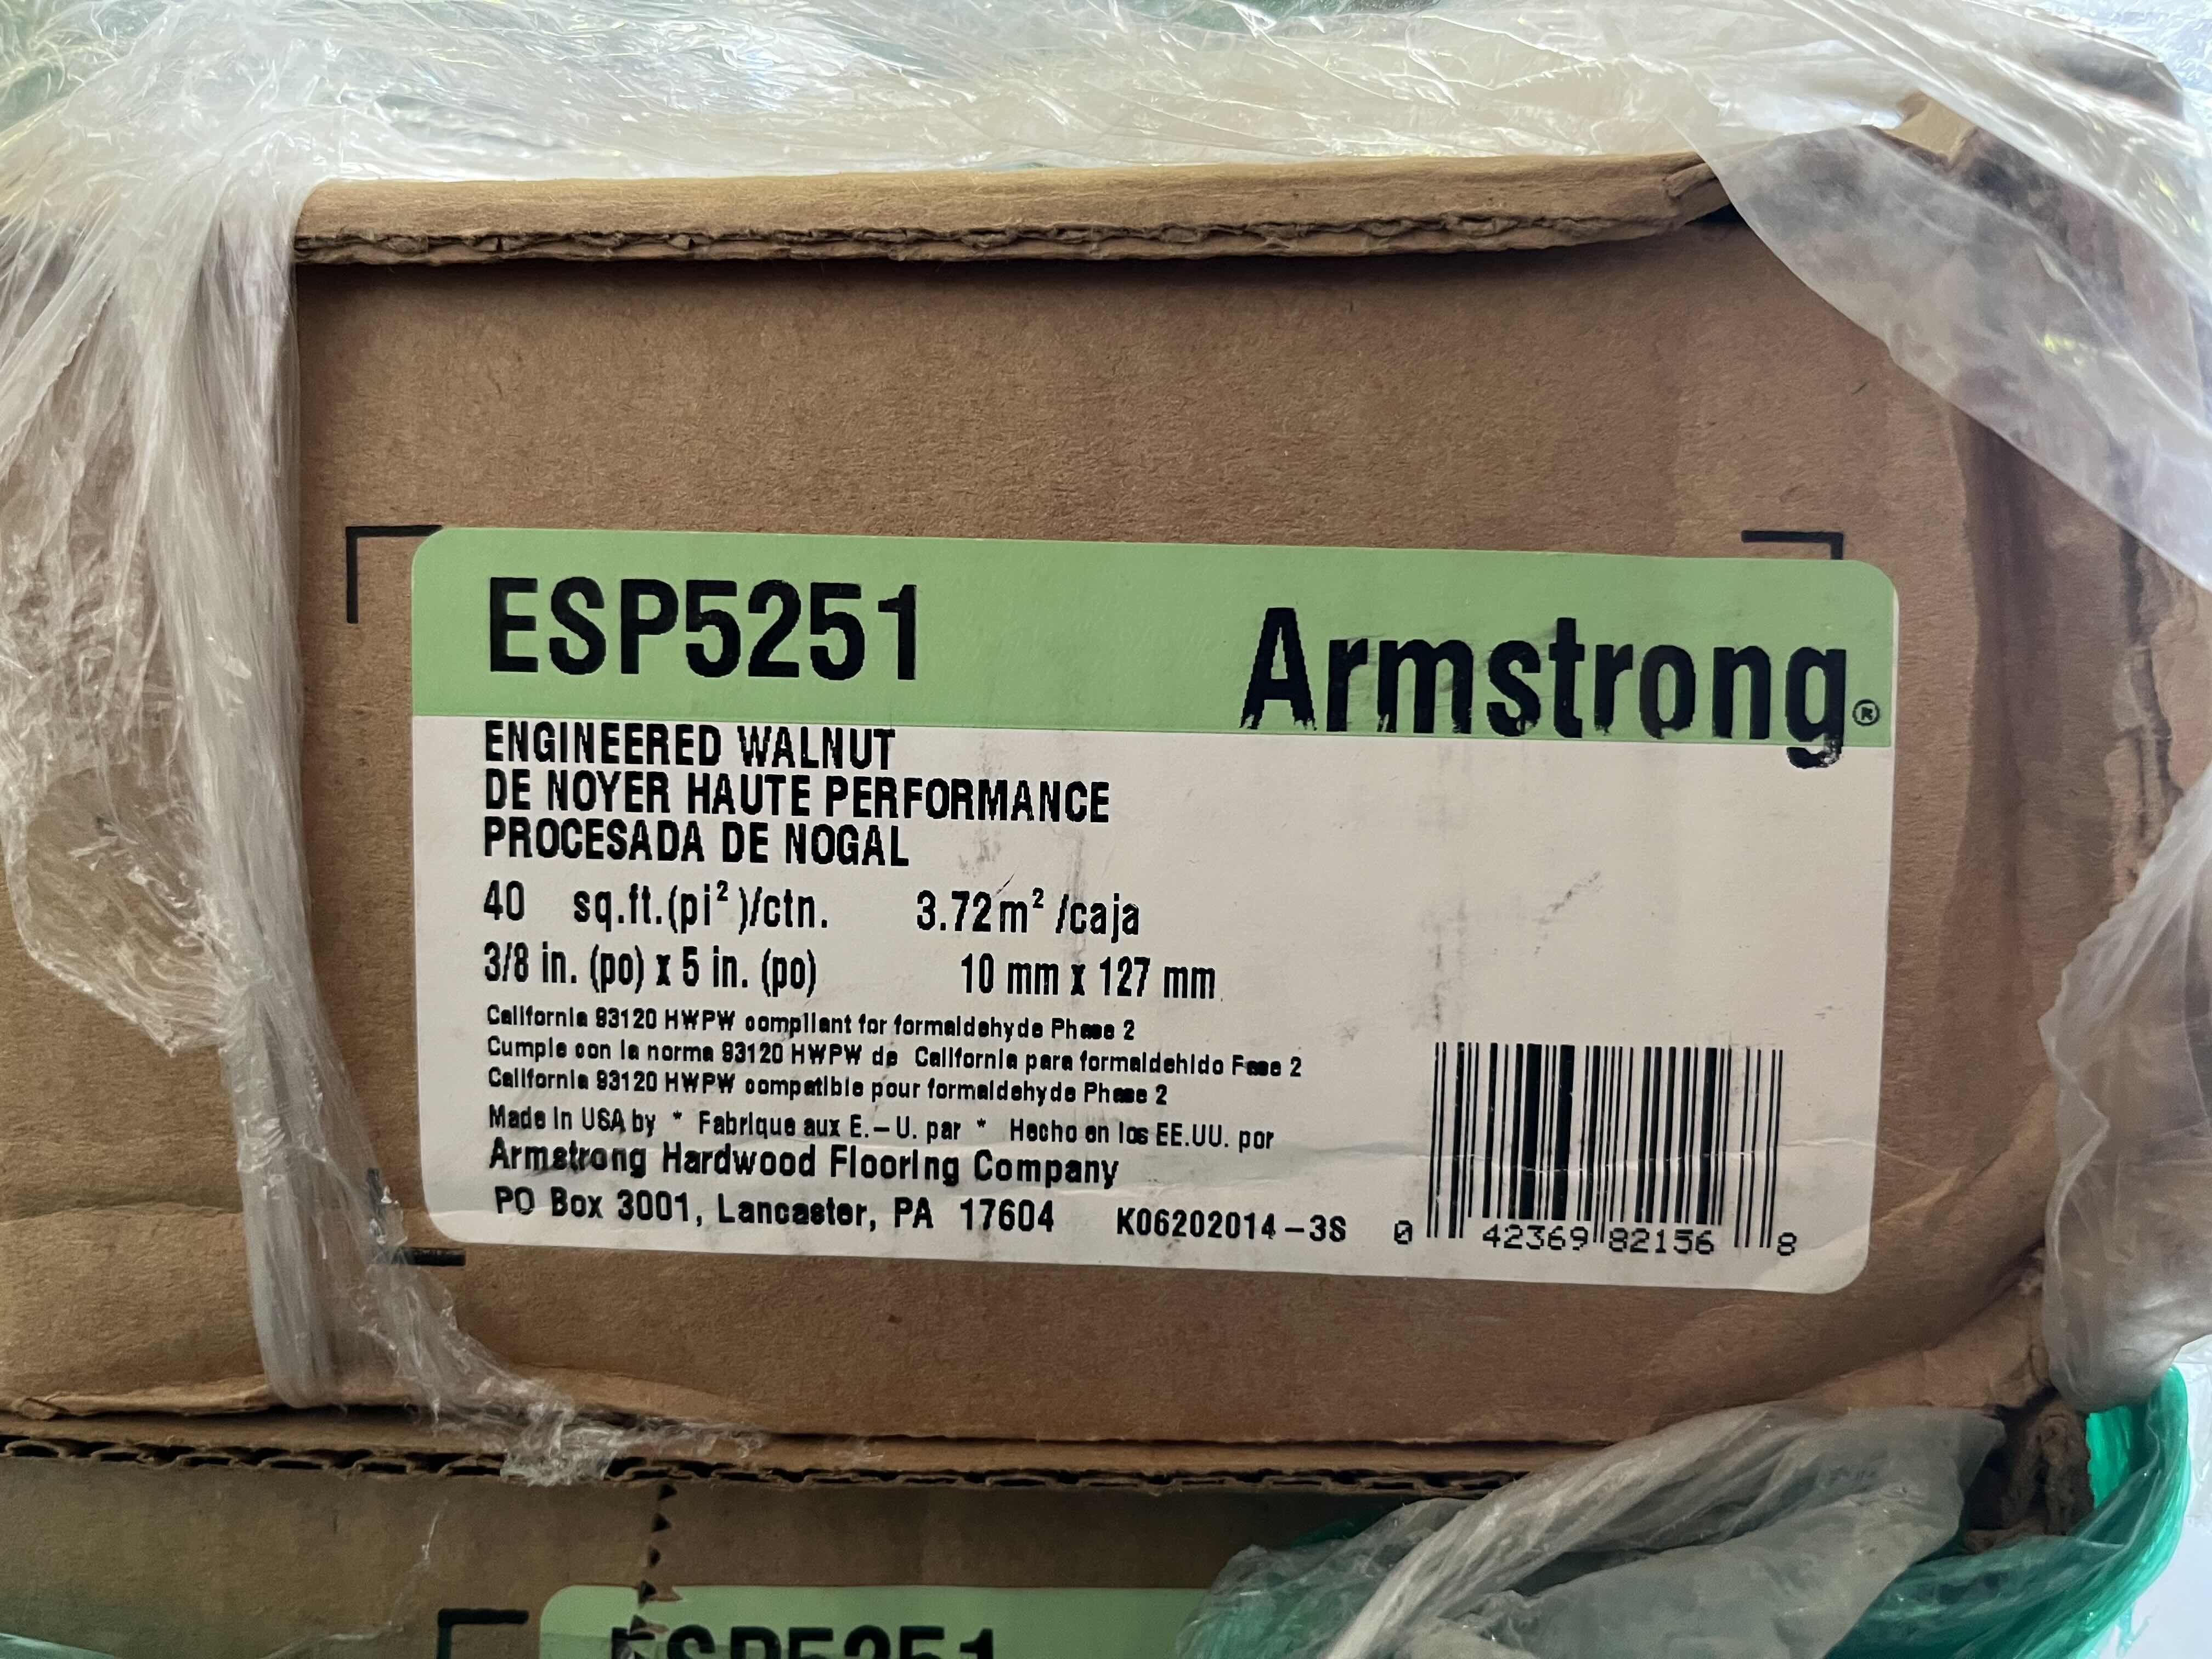 ESP5251
Armstrong®
ENGINEERED WALNUT
DE NOYER HAUTE PERFORMANCE
PROCESADA DE NOGAL
40 sq.ft.(pi²)/ctn. 3.72m² /caja
3/8 in. (po) x 5 in. (po) 10 mm x 127 mm
California 93120 HWPW compliant for formaldehyde Phase 2
Cumple con la norma 93120 HWPW de California para formaldehido Fase 2
California 93120 HWPW compatible pour formaldehyde Phase 2
Made in USA by * Fabrique aux E.-U. par * Hecho en los EE.UU. por
Armstrong Hardwood Flooring Company
PO Box 3001, Lancaster, PA 17604 K06202014-3S
0 42369 82156 8
ESP5251